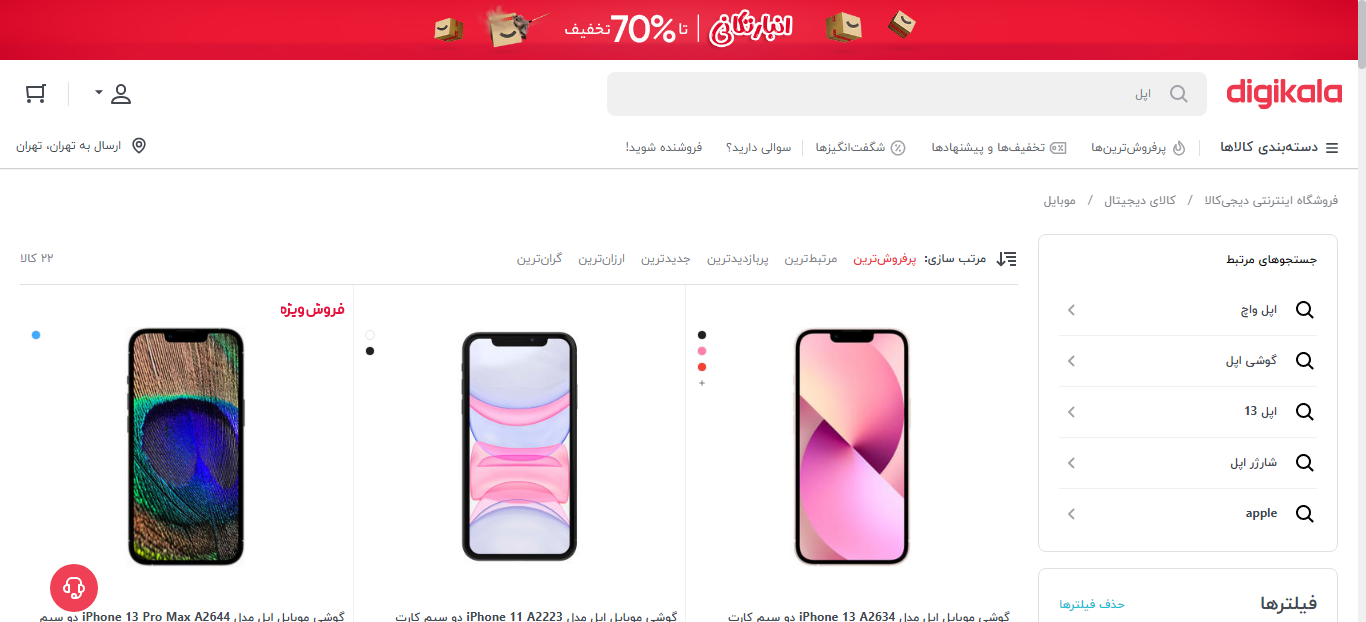 انبارتکانی | تا 70% تخفیف
digikala
اپل
دسته‌بندی کالاها
پرفروش‌ترین‌ها
تخفیف‌ها و پیشنهادها
شگفت‌انگیزها
سوالی دارید؟
فروشنده شوید!
ارسال به تهران، تهران
فروشگاه اینترنتی دیجی‌کالا / کالای دیجیتال / موبایل
جستجوهای مرتبط
اپل واچ
گوشی اپل
اپل 13
شارژر اپل
apple
فیلترها
حذف فیلترها
مرتب سازی: پرفروش‌ترین مرتبط‌ترین پربازدیدترین جدیدترین ارزان‌ترین گران‌ترین
۲۲ کالا
گوشی موبایل اپل مدل iPhone 13 A2634 دو سیم‌ کارت
گوشی موبایل اپل مدل iPhone 11 A2223 دو سیم‌ کارت
فروش ویژه
گوشی موبایل اپل مدل iPhone 13 Pro Max A2644 دو سیم‌